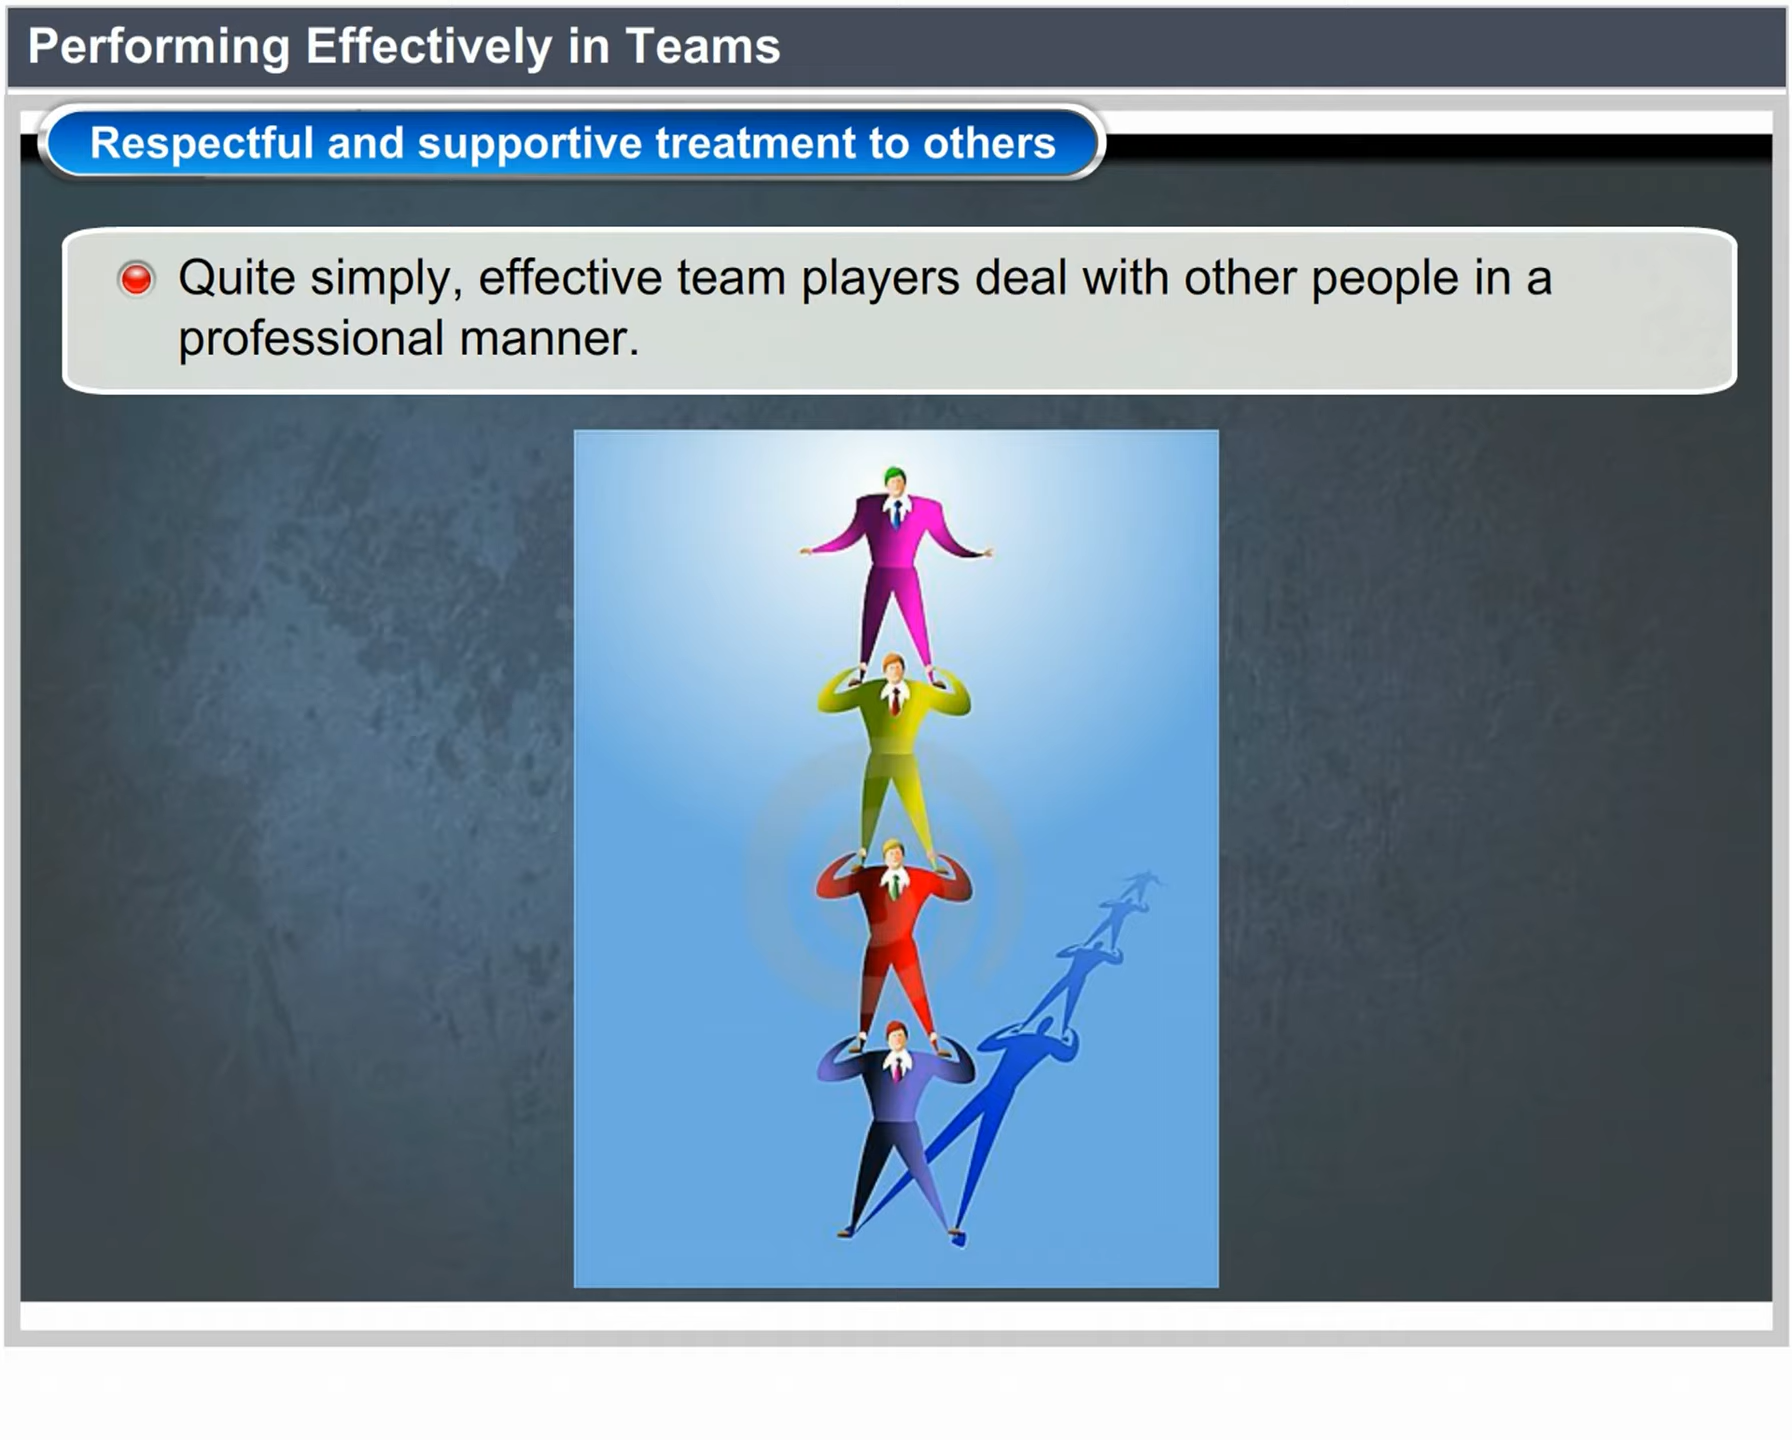 Performing Effectively in Teams
Respectful and supportive treatment to others
Quite simply, effective team players deal with other people in a
professional manner.